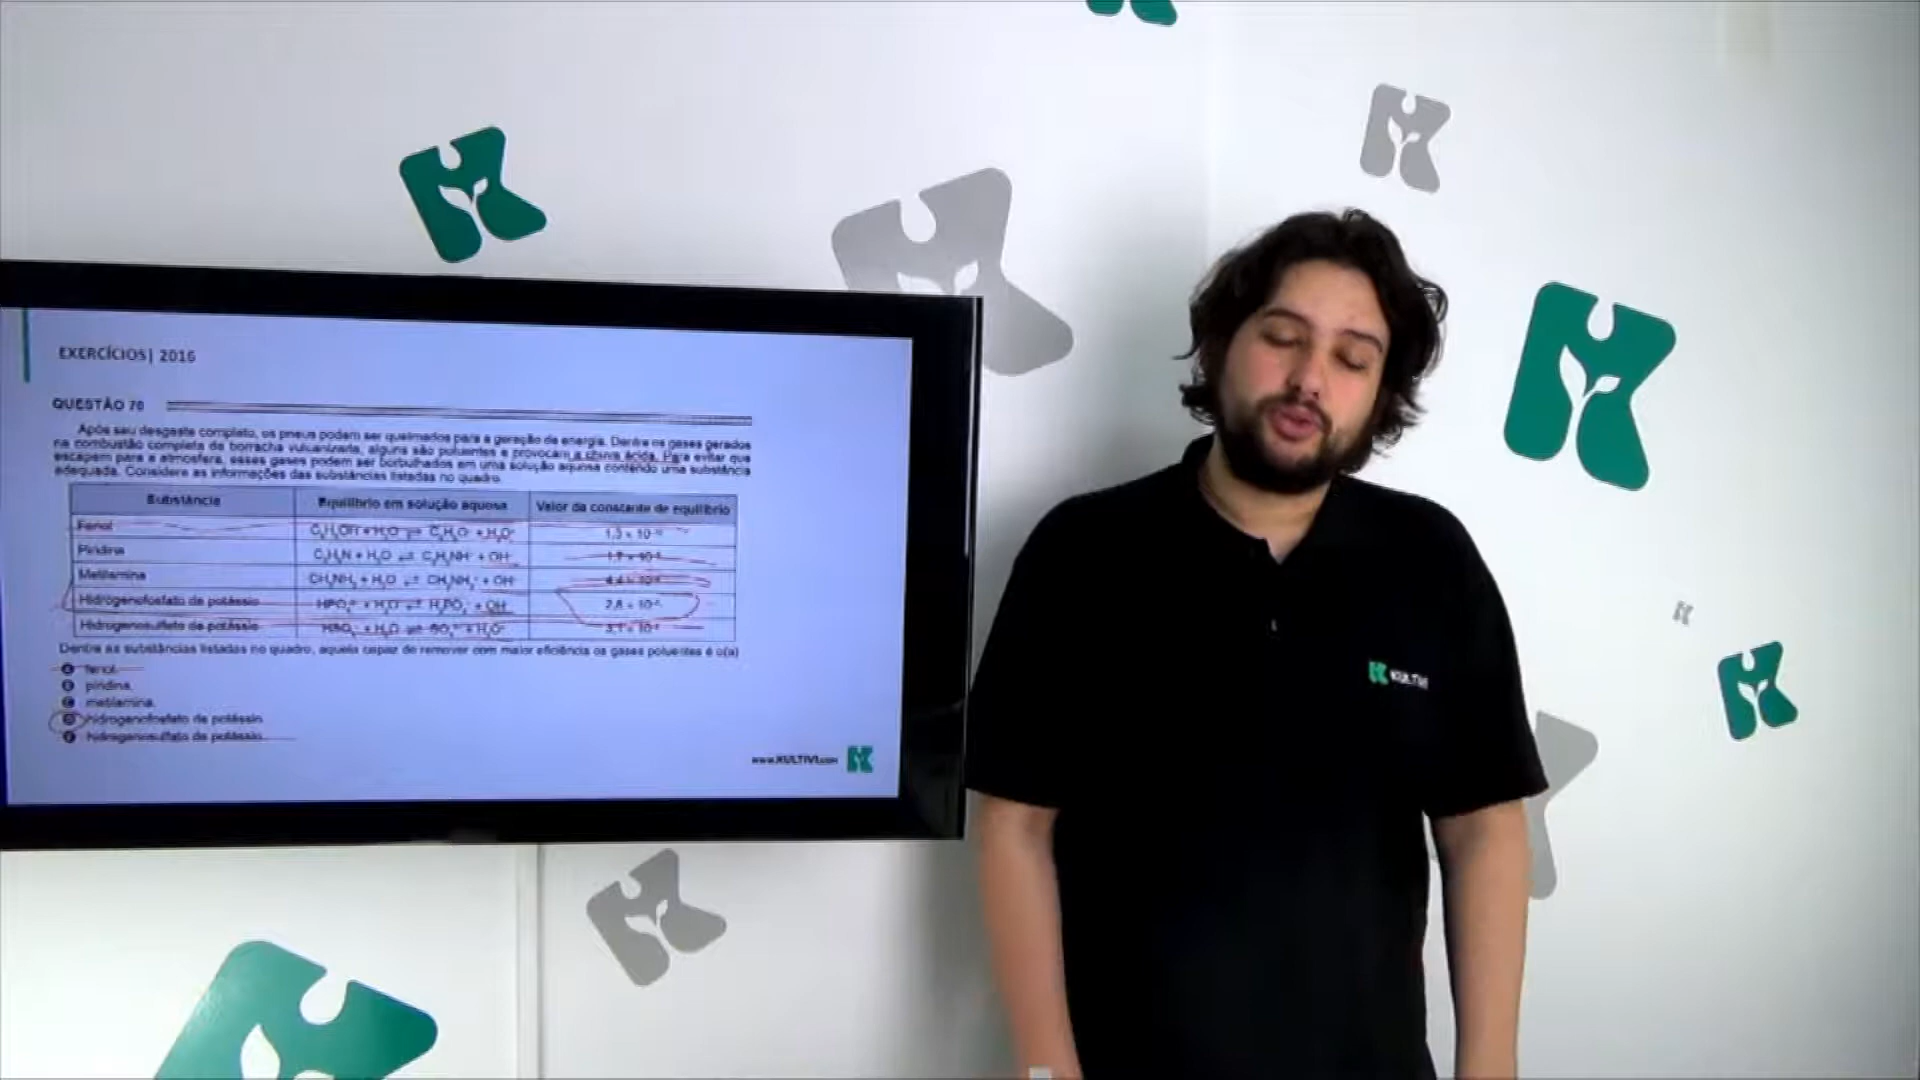 EXERCÍCIOS| 2016
QUESTÃO 70
Após seu desgaste completo, os pneus podem ser queimados para a geração de energia. Dentre os gases gerados
na combustão completa da borracha vulcanizada, alguns são poluentes e provocam a chuva ácida. Para evitar que
escapem para a atmosfera, esses gases podem ser borbulhados em uma solução aquosa contendo uma substância
adequada. Considere as informações das substâncias listadas no quadro.
Substância Equilíbrio em solução aquosa Valor da constante de equilíbrio
Fenol
Piridina
Metilamina
Hidrogenofosfato de potássio
Hidrogenosulfato de potássio
Dentre as substâncias listadas no quadro, aquela capaz de remover com maior eficiência os gases poluentes é o(a)
A fenol.
B piridina.
C metilamina.
D hidrogenofosfato de potássio.
E hidrogenosulfato de potássio.
www.KULTIVI.com
KULTIVI